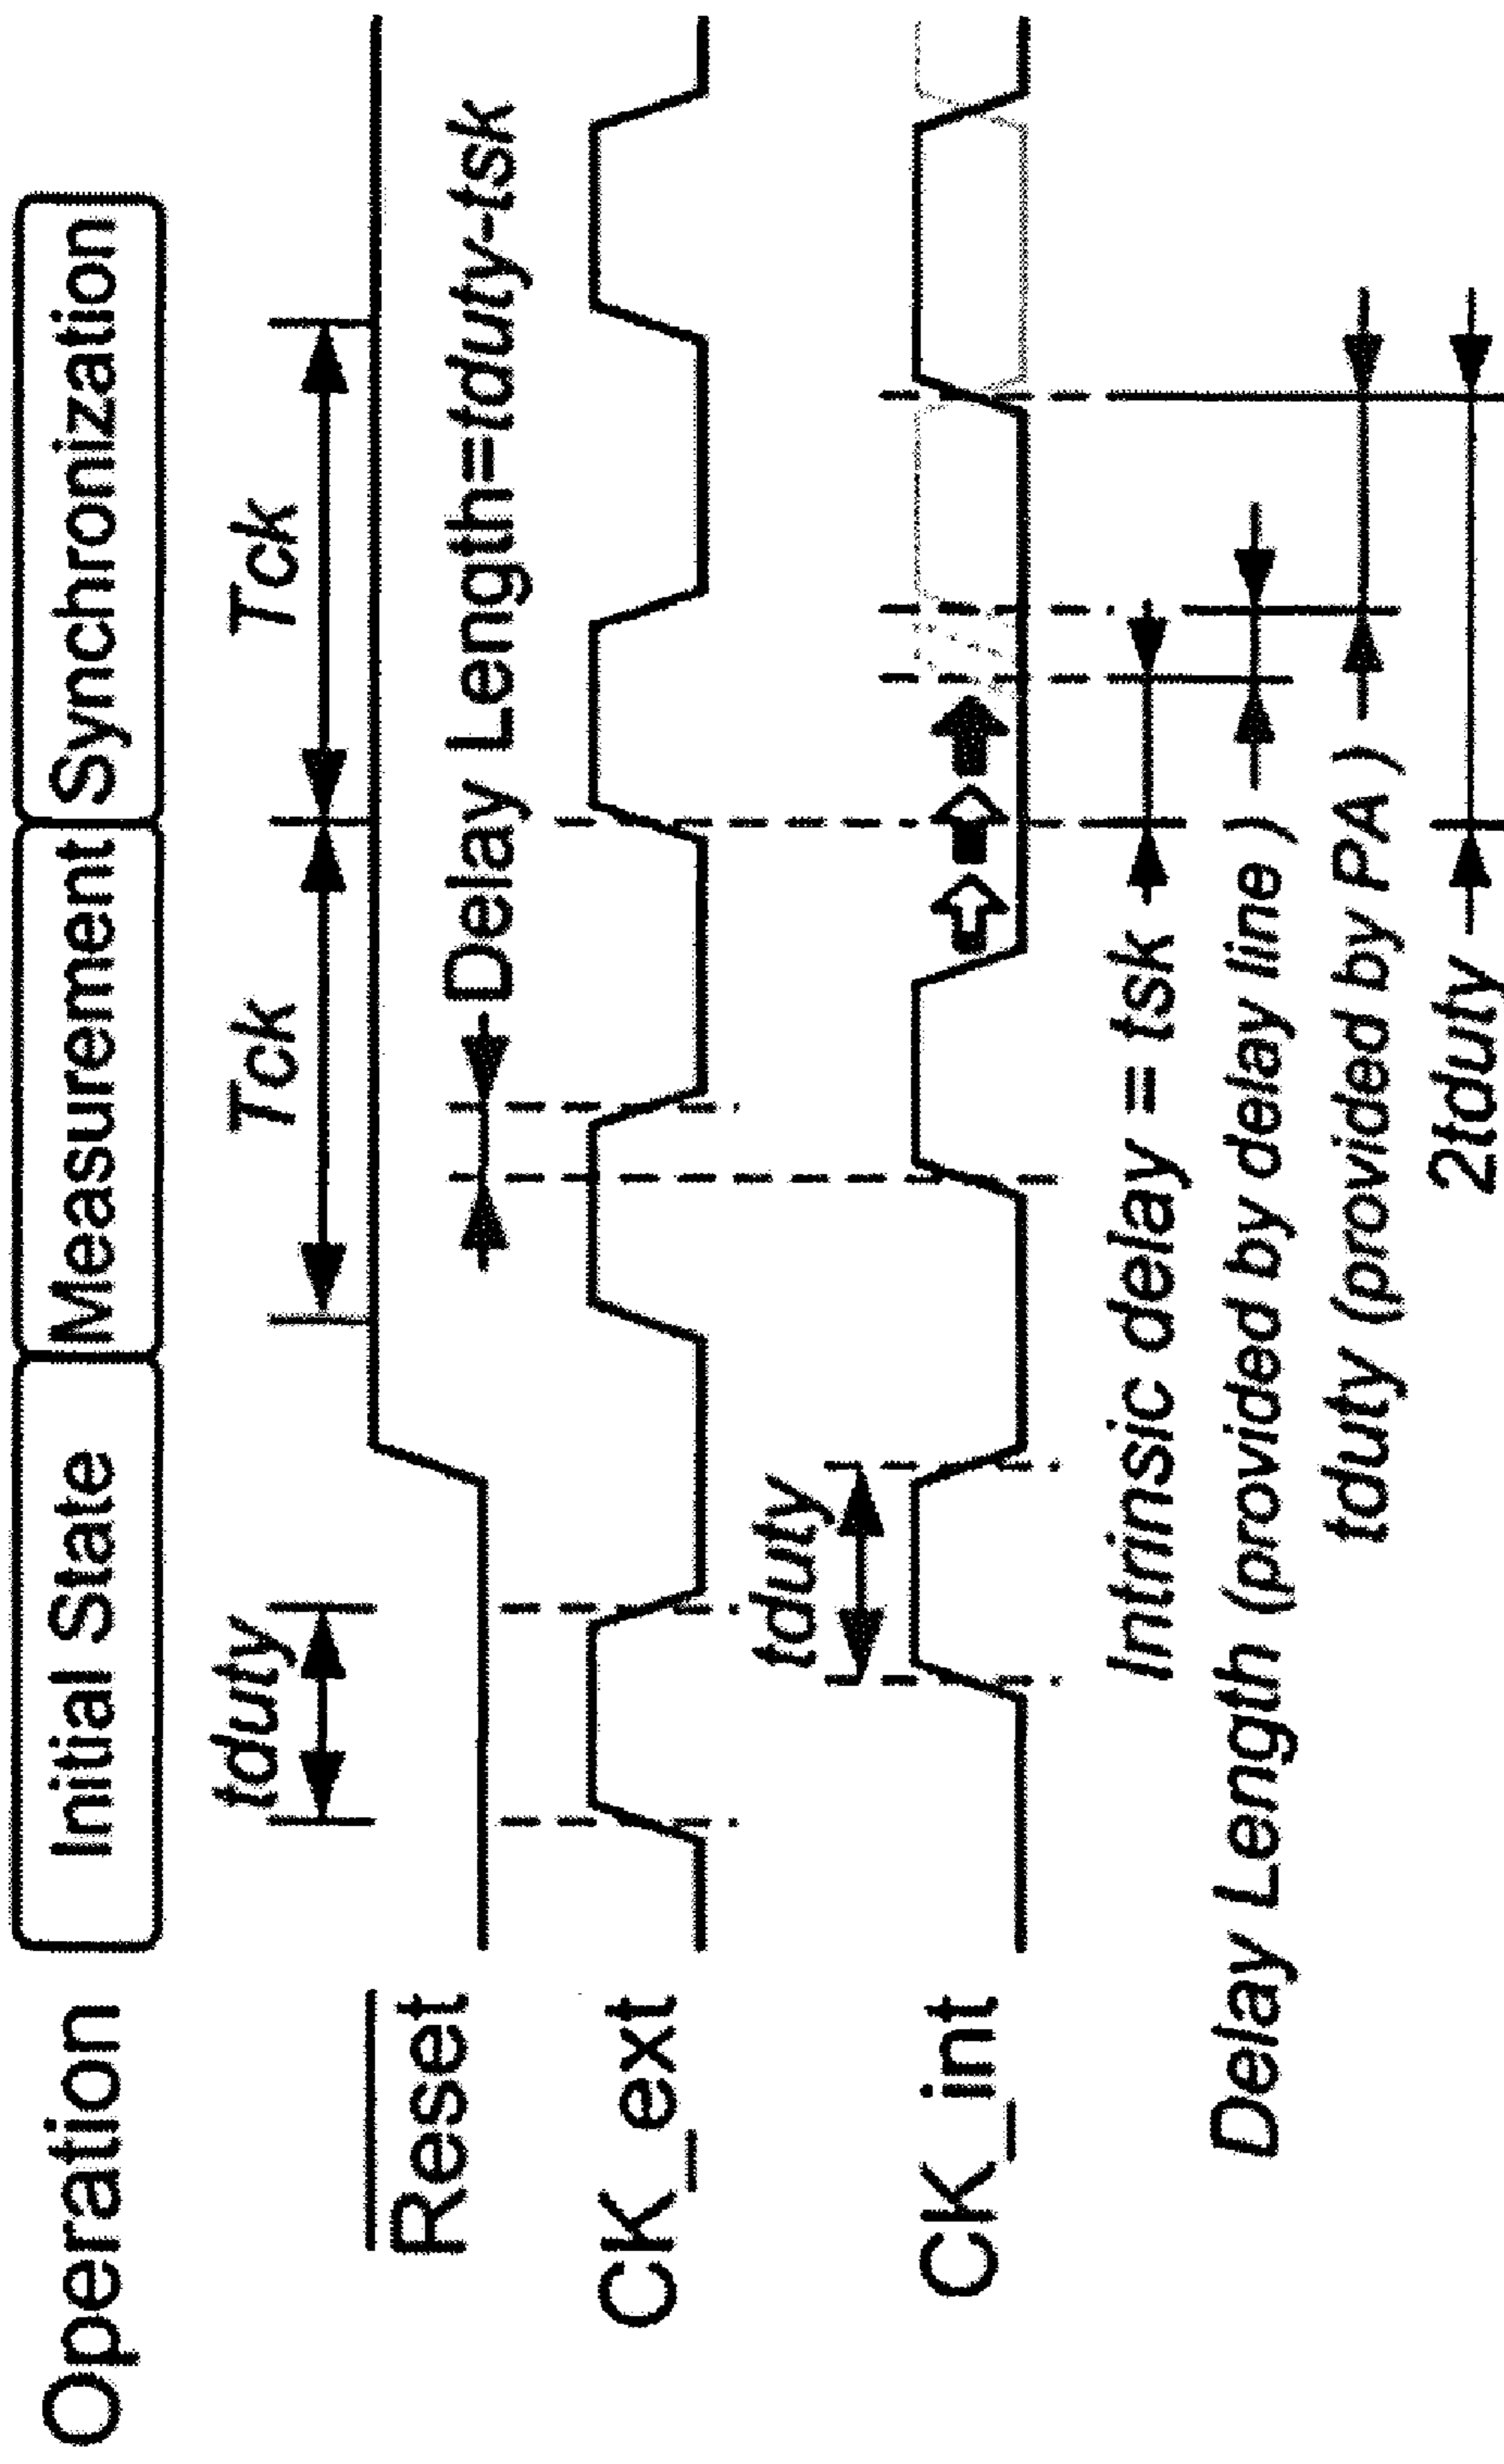 Operation
Initial State
Measurement
Synchronization
tduty
Tck
Tck
Reset
Delay Length=tduty-tsk
CK_ext
tduty
CK_int
Intrinsic delay = tsk
Delay Length (provided by delay line )
tduty (provided by PA )
2tduty